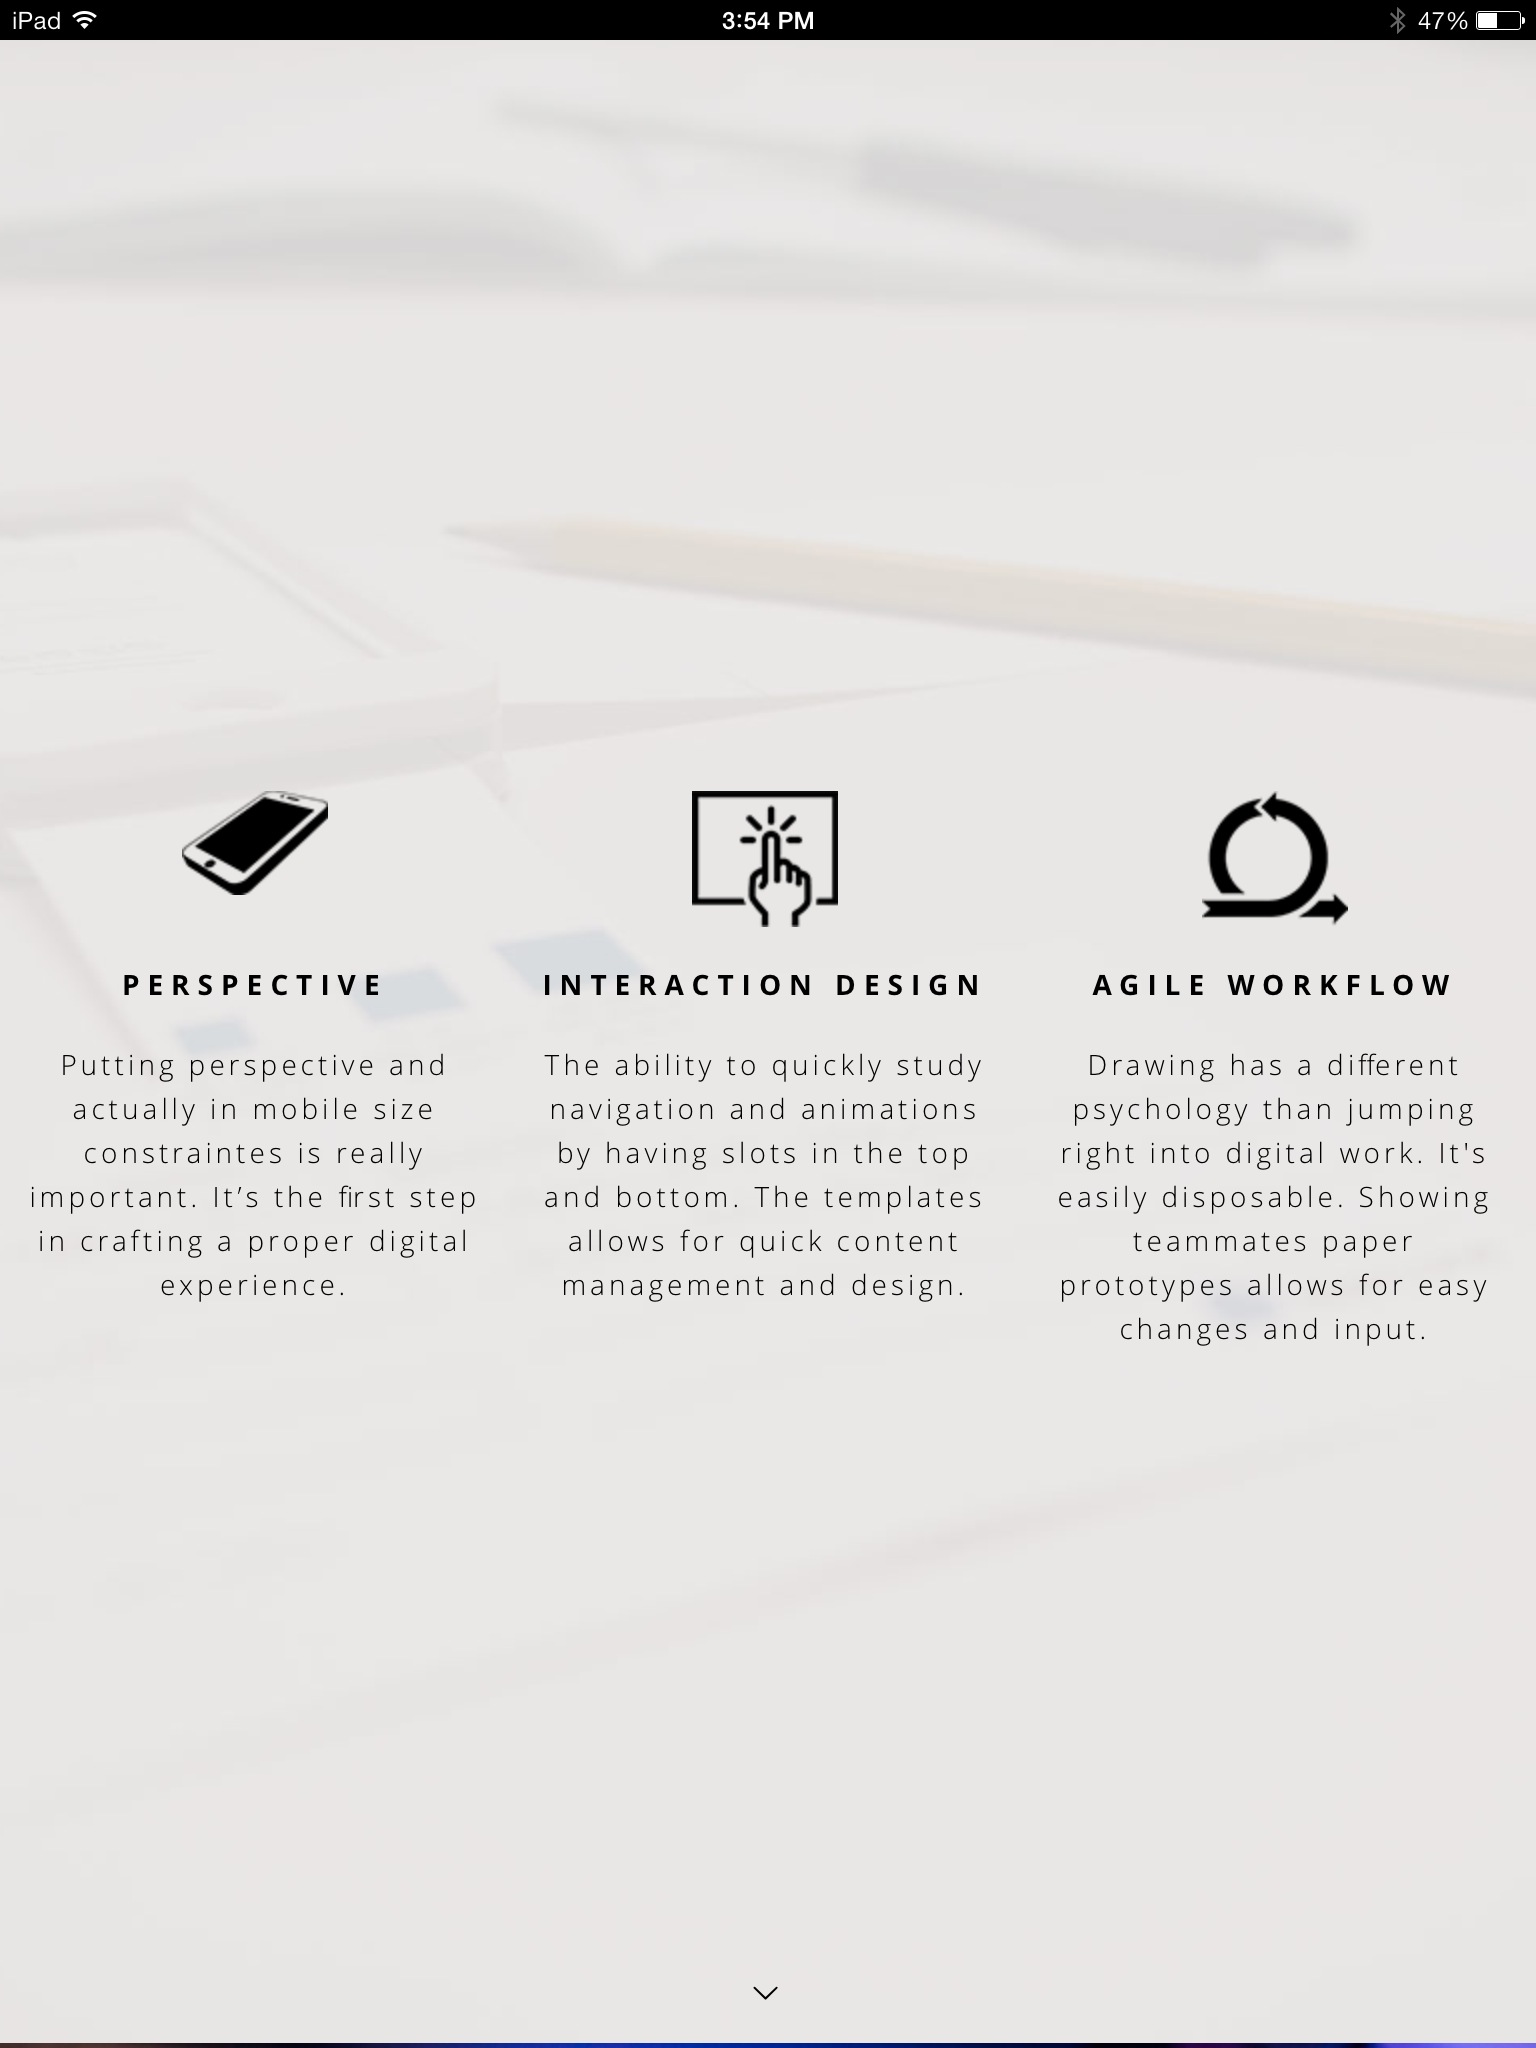 iPad 3:54 PM 47%
PERSPECTIVE
Putting perspective and
actually in mobile size
constraintes is really
important. It’s the first step
in crafting a proper digital
experience.
INTERACTION DESIGN
The ability to quickly study
navigation and animations
by having slots in the top
and bottom. The templates
allows for quick content
management and design.
AGILE WORKFLOW
Drawing has a different
psychology than jumping
right into digital work. It's
easily disposable. Showing
teammates paper
prototypes allows for easy
changes and input.